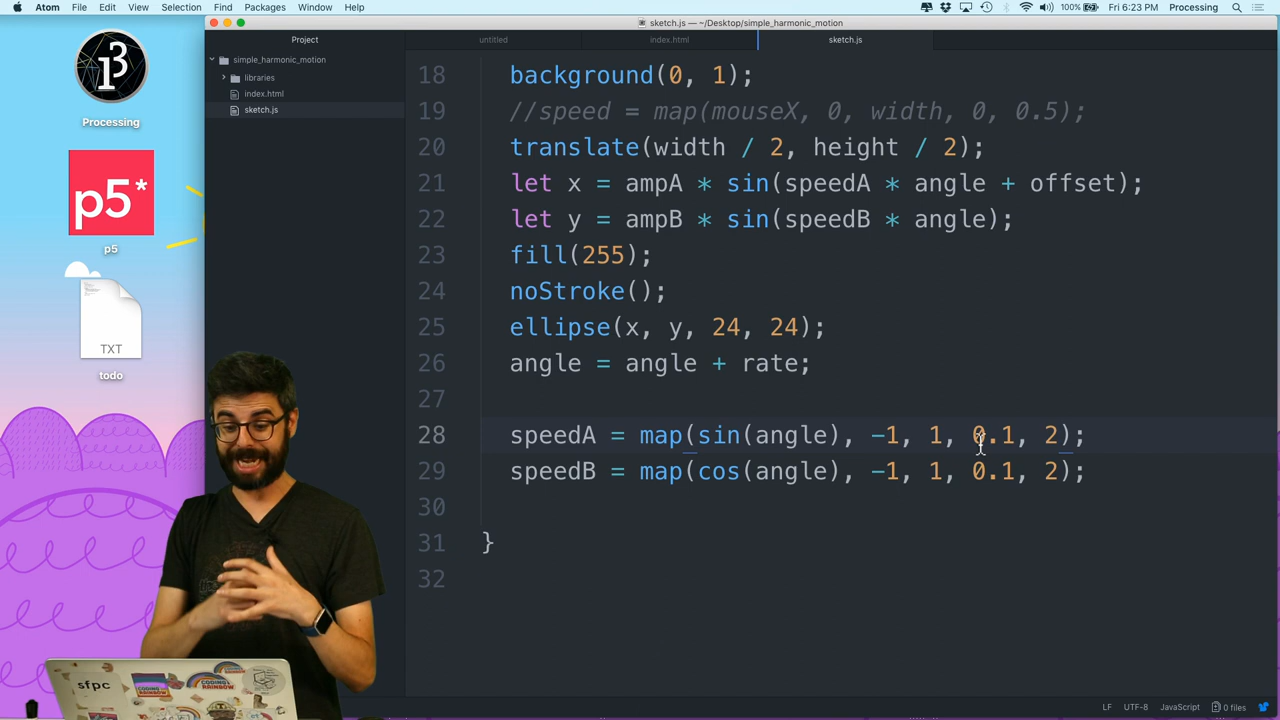 Atom File Edit View Selection Find Packages Window Help
100% Fri 6:23 PM Processing
sketch.js — ~/Desktop/simple_harmonic_motion
Project
untitled
index.html
sketch.js
simple_harmonic_motion
libraries
index.html
sketch.js
Processing
p5*
p5
TXT
todo
18 background(0, 1);
19 //speed = map(mouseX, 0, width, 0, 0.5);
20 translate(width / 2, height / 2);
21 let x = ampA * sin(speedA * angle + offset);
22 let y = ampB * sin(speedB * angle);
23 fill(255);
24 noStroke();
25 ellipse(x, y, 24, 24);
26 angle = angle + rate;
27
28 speedA = map(sin(angle), −1, 1, 0.1, 2);
29 speedB = map(cos(angle), −1, 1, 0.1, 2);
30
31 }
32
sfpc
CODING
RAINBOW
LF UTF-8 JavaScript 0 files